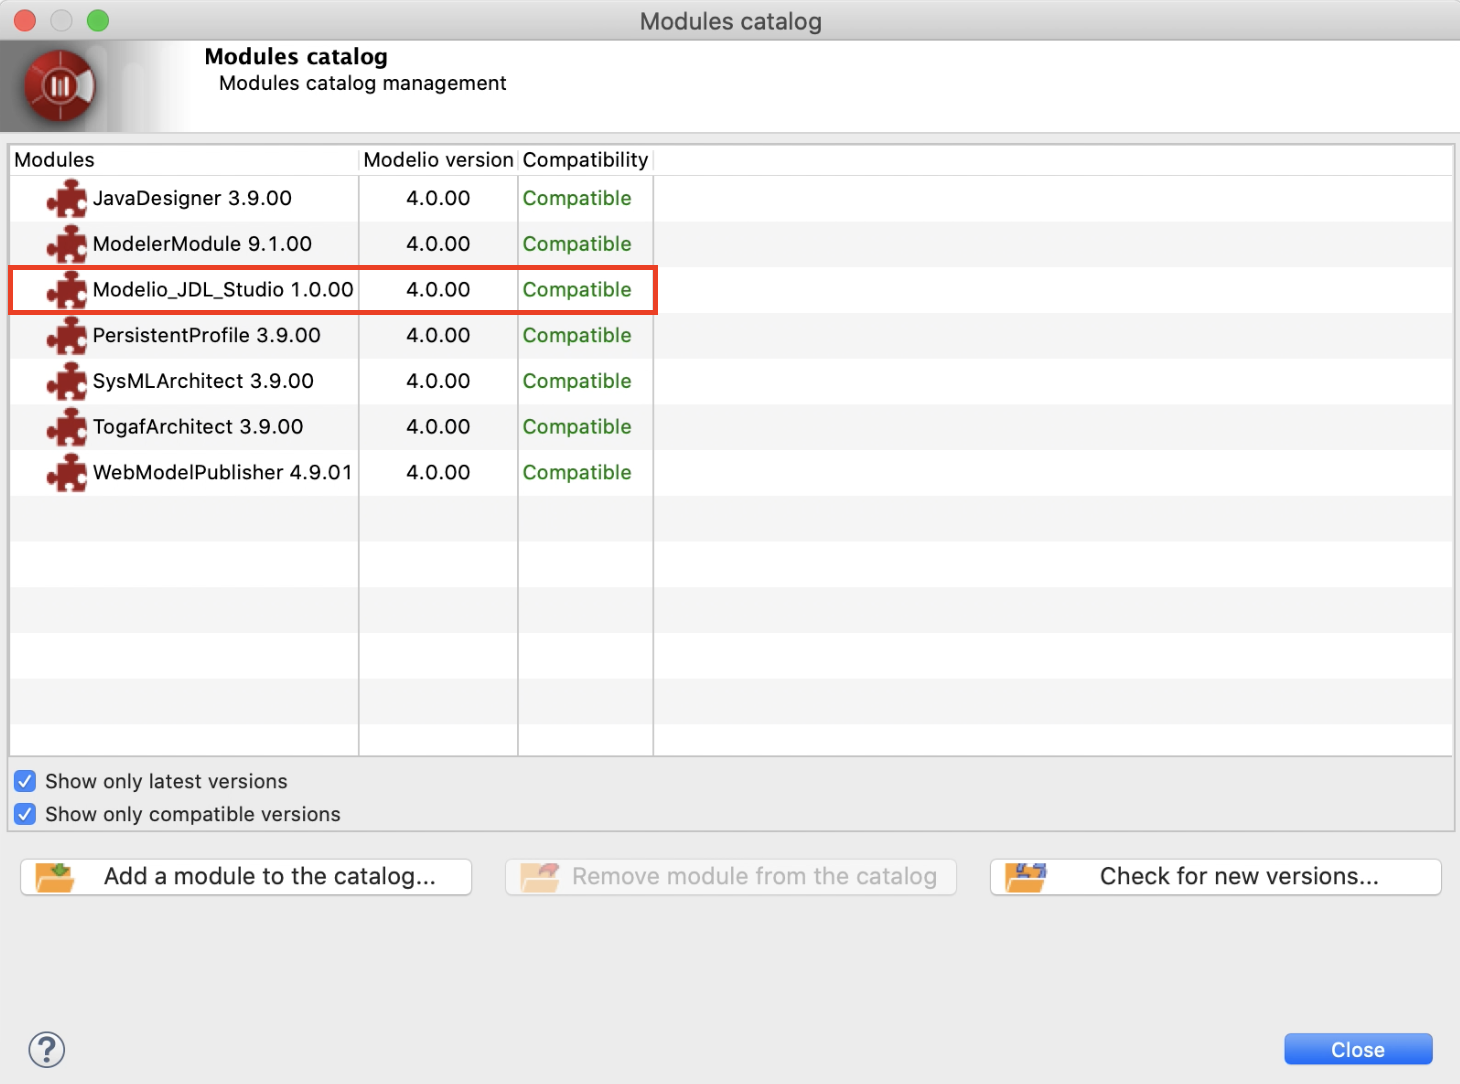 Modules catalog
Modules catalog
Modules catalog management
Modules Modelio version Compatibility
JavaDesigner 3.9.00 4.0.00 Compatible
ModelerModule 9.1.00 4.0.00 Compatible
Modelio_JDL_Studio 1.0.00 4.0.00 Compatible
PersistentProfile 3.9.00 4.0.00 Compatible
SysMLArchitect 3.9.00 4.0.00 Compatible
TogafArchitect 3.9.00 4.0.00 Compatible
WebModelPublisher 4.9.01 4.0.00 Compatible
Show only latest versions
Show only compatible versions
Add a module to the catalog... Remove module from the catalog Check for new versions...
? Close